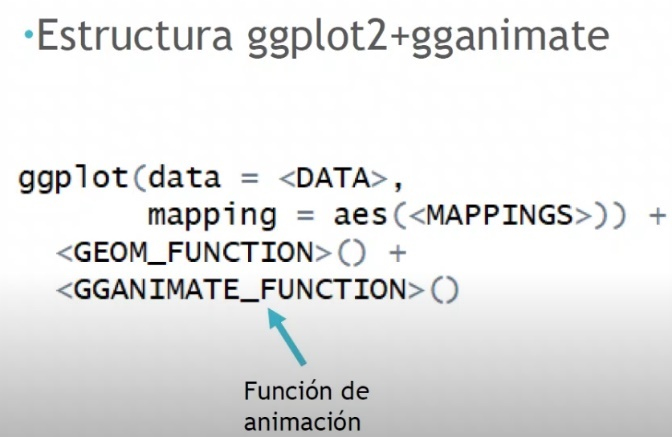 •Estructura ggplot2+gganimate
ggplot(data = <DATA>,
mapping = aes(<MAPPINGS>)) +
<GEOM_FUNCTION>() +
<GGANIMATE_FUNCTION>()
Función de
animación